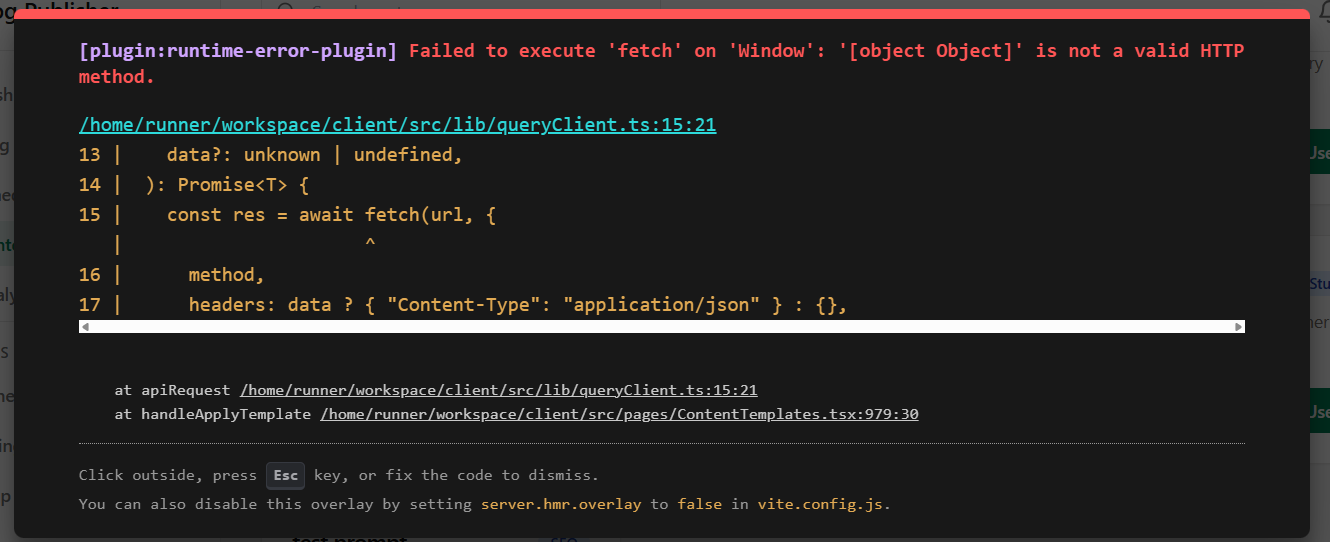 og Publisher
[plugin:runtime-error-plugin] Failed to execute 'fetch' on 'Window': '[object Object]' is not a valid HTTP
method.
/home/runner/workspace/client/src/lib/queryClient.ts:15:21
13 |     data?: unknown | undefined,
14 |   ): Promise<T> {
15 |     const res = await fetch(url, {
   |                       ^
16 |       method,
17 |       headers: data ? { "Content-Type": "application/json" } : {},
at apiRequest /home/runner/workspace/client/src/lib/queryClient.ts:15:21
at handleApplyTemplate /home/runner/workspace/client/src/pages/ContentTemplates.tsx:979:30
Click outside, press Esc key, or fix the code to dismiss.
You can also disable this overlay by setting server.hmr.overlay to false in vite.config.js.